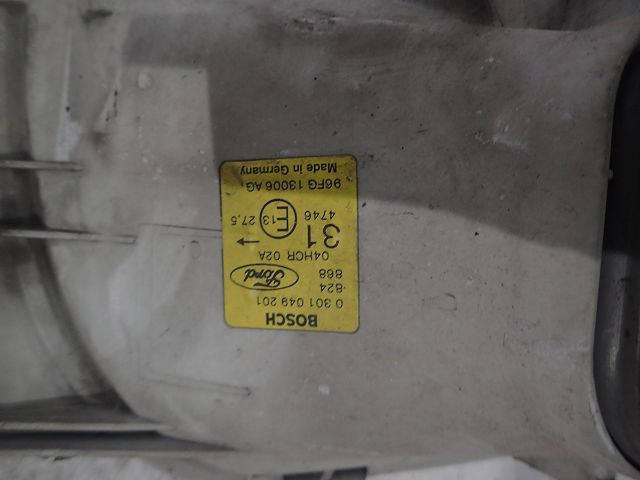 BOSCH
0 301 049 201
-824
868
Ford
04HCR 02A
31 →
4746
E13 27,5
96FG 13006 AG
Made in Germany